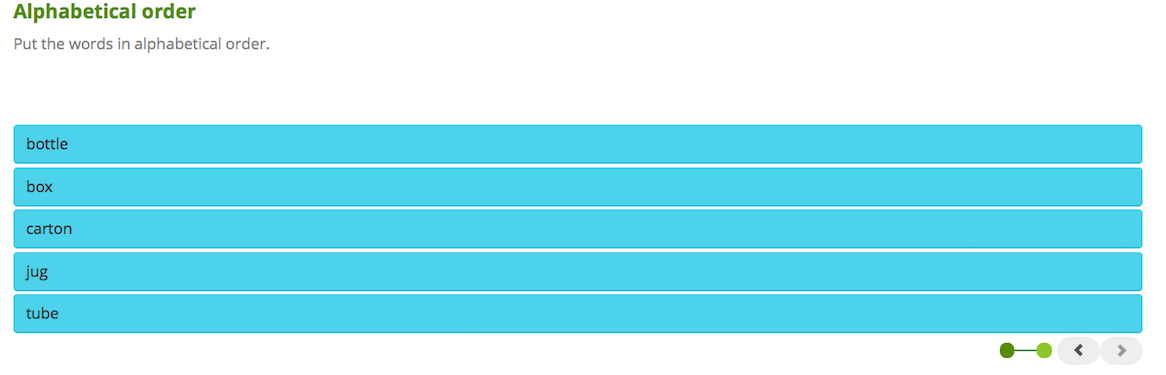 Alphabetical order
Put the words in alphabetical order.
bottle
box
carton
jug
tube